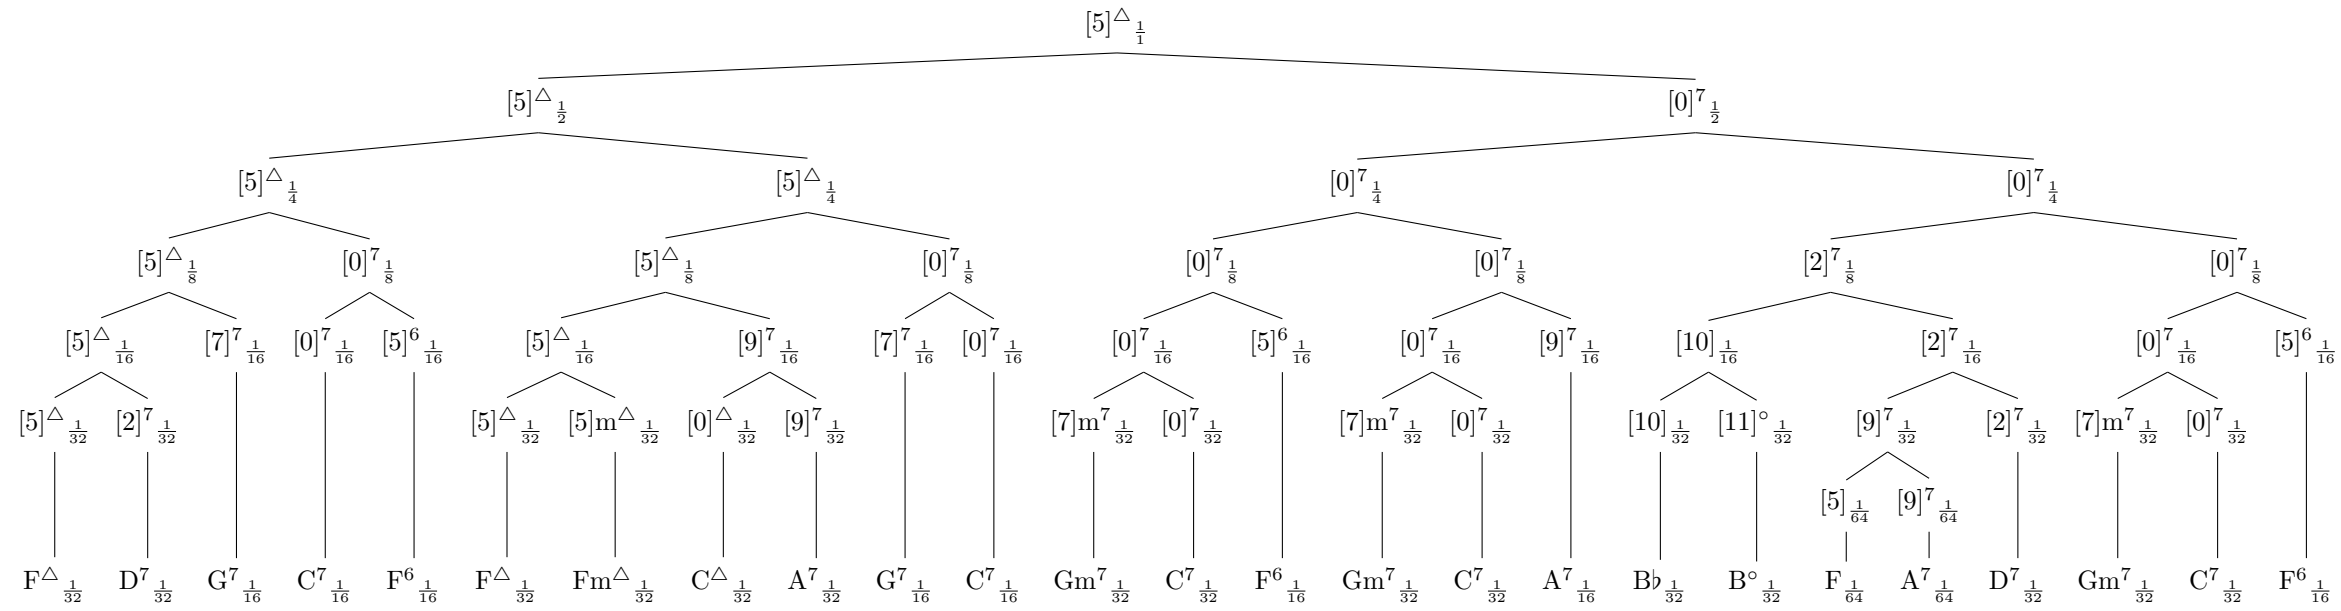 [5]△ 1/1
[5]△ 1/2 [0]7 1/2
[5]△ 1/4 [5]△ 1/4 [0]7 1/4 [0]7 1/4
[5]△ 1/8 [0]7 1/8 [5]△ 1/8 [0]7 1/8 [0]7 1/8 [0]7 1/8 [2]7 1/8 [0]7 1/8
[5]△ 1/16 [7]7 1/16 [0]7 1/16 [5]6 1/16 [5]△ 1/16 [9]7 1/16 [7]7 1/16 [0]7 1/16 [0]7 1/16 [5]6 1/16 [0]7 1/16 [9]7 1/16 [10] 1/16 [2]7 1/16 [0]7 1/16 [5]6 1/16
[5]△ 1/32 [2]7 1/32 [5]△ 1/32 [5]m△ 1/32 [0]△ 1/32 [9]7 1/32 [7]m7 1/32 [0]7 1/32 [7]m7 1/32 [0]7 1/32 [10] 1/32 [11]° 1/32 [9]7 1/32 [2]7 1/32 [7]m7 1/32 [0]7 1/32
[5] 1/64 [9]7 1/64
F△ 1/32 D7 1/32 G7 1/16 C7 1/16 F6 1/16 F△ 1/32 Fm△ 1/32 C△ 1/32 A7 1/32 G7 1/16 C7 1/16 Gm7 1/32 C7 1/32 F6 1/16 Gm7 1/32 C7 1/32 A7 1/16 B♭ 1/32 B° 1/32 F 1/64 A7 1/64 D7 1/32 Gm7 1/32 C7 1/32 F6 1/16